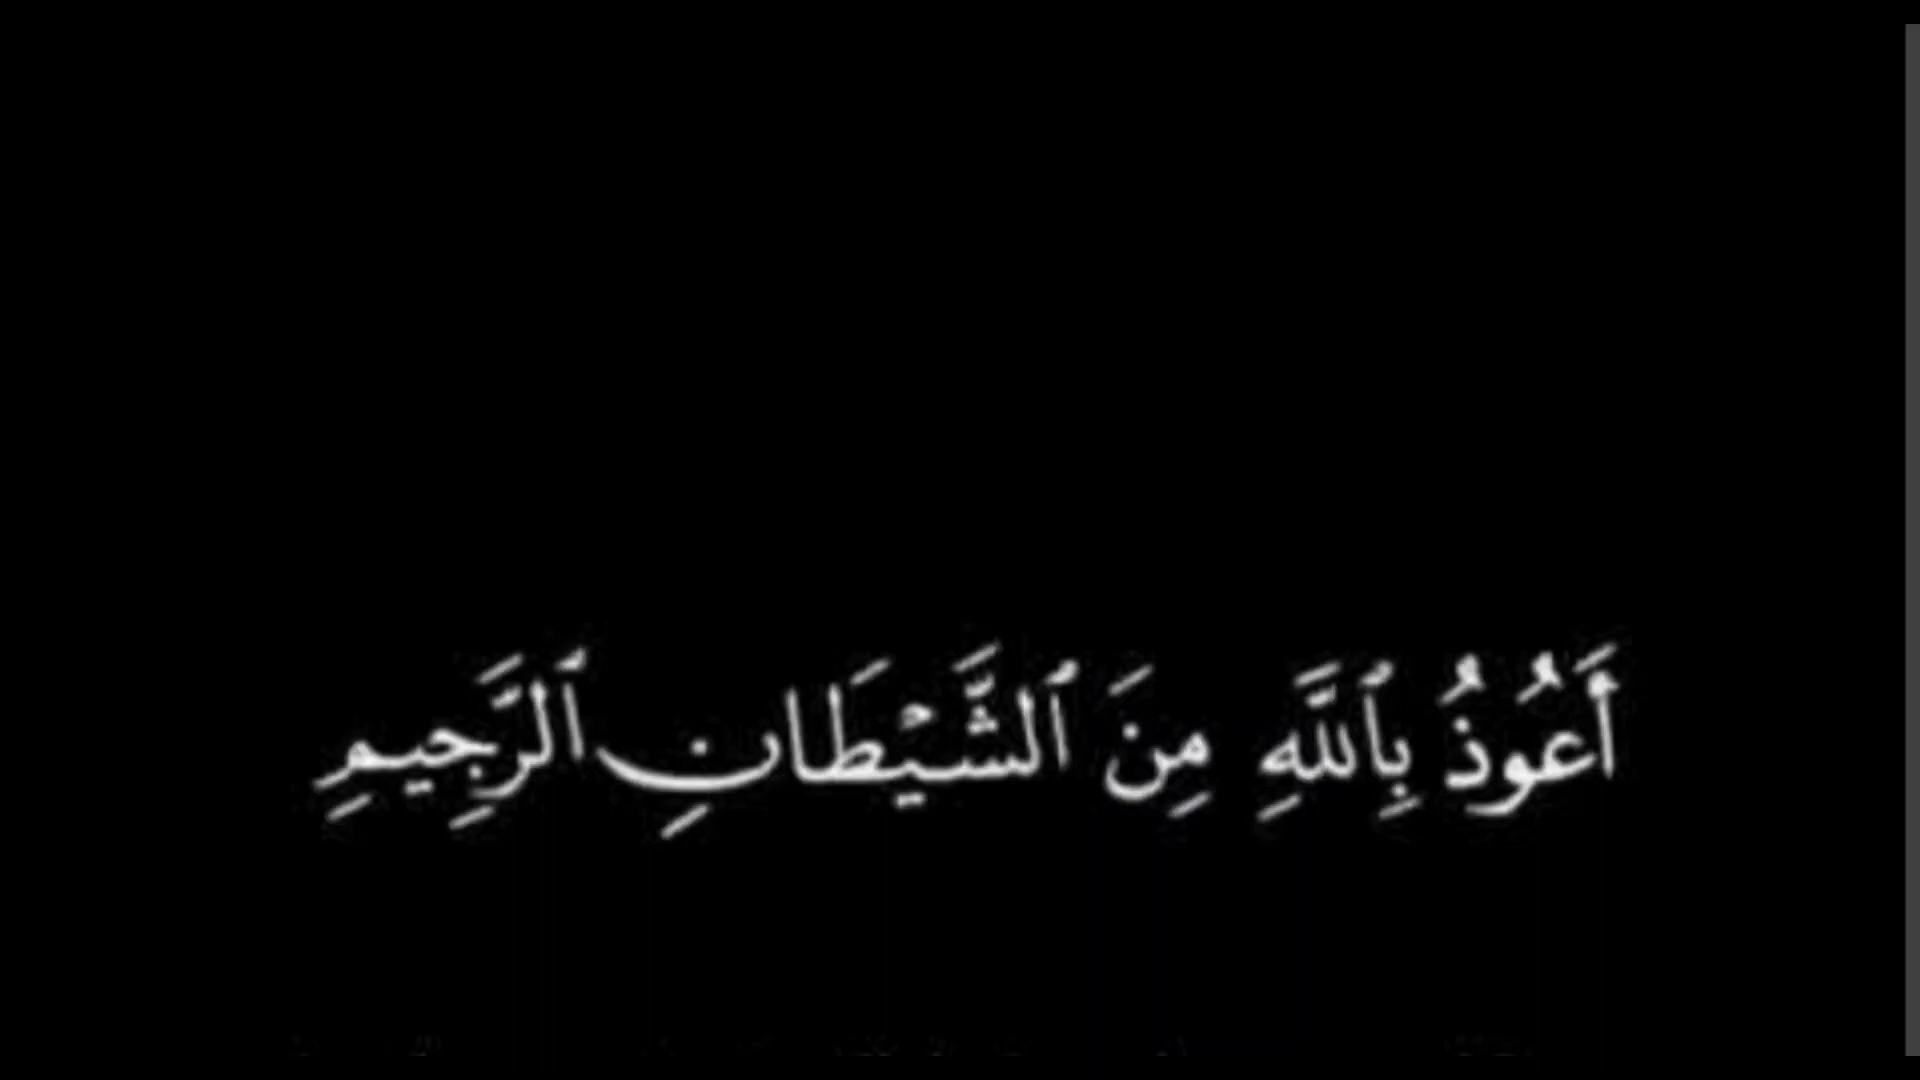 أَعُوذُ بِٱللَّهِ مِنَ ٱلشَّيۡطَانِ ٱلرَّجِيمِ